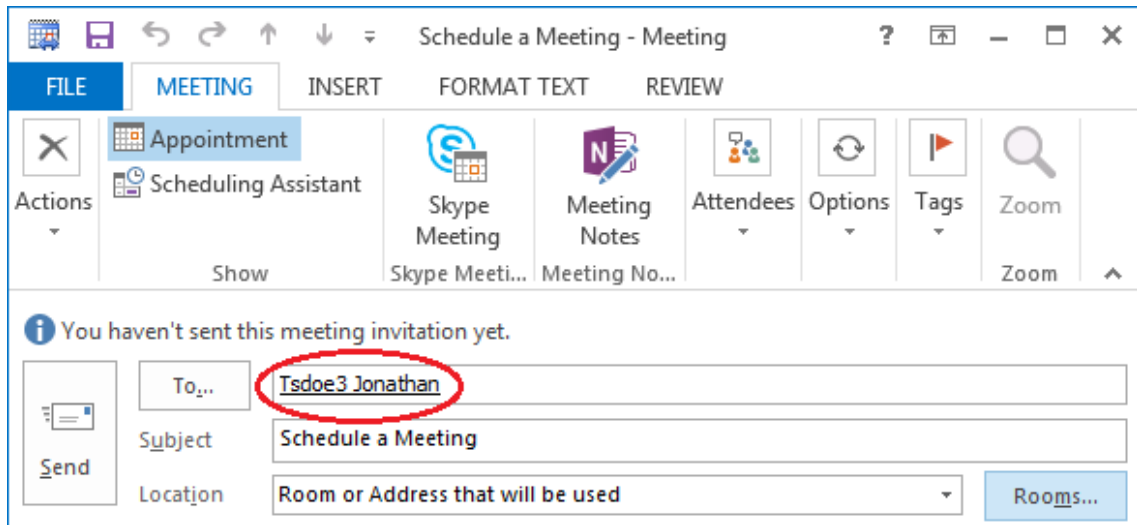 Schedule a Meeting - Meeting ?
FILE MEETING INSERT FORMAT TEXT REVIEW
Actions
Appointment
Scheduling Assistant
Show
Skype
Meeting
Skype Meeti...
N
Meeting
Notes
Meeting No...
Attendees
Options
Tags
Zoom
Zoom
i You haven't sent this meeting invitation yet.
Send
To... Tsdoe3 Jonathan
Subject Schedule a Meeting
Location Room or Address that will be used Rooms...